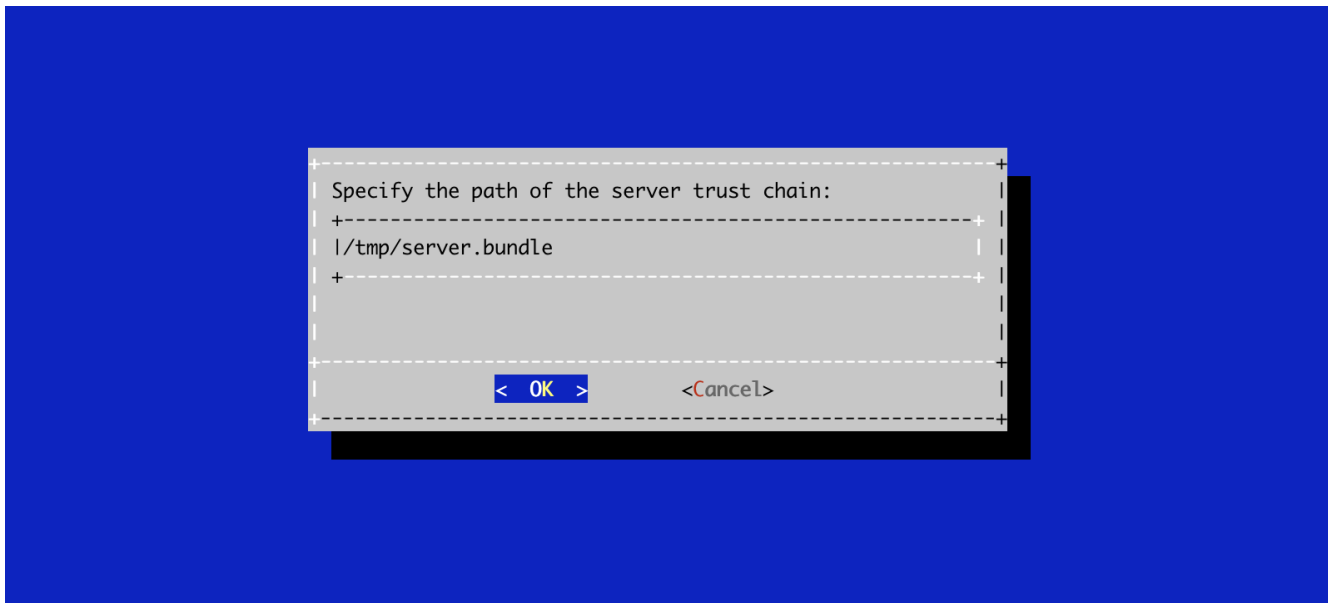 Specify the path of the server trust chain:
/tmp/server.bundle
< OK > <Cancel>